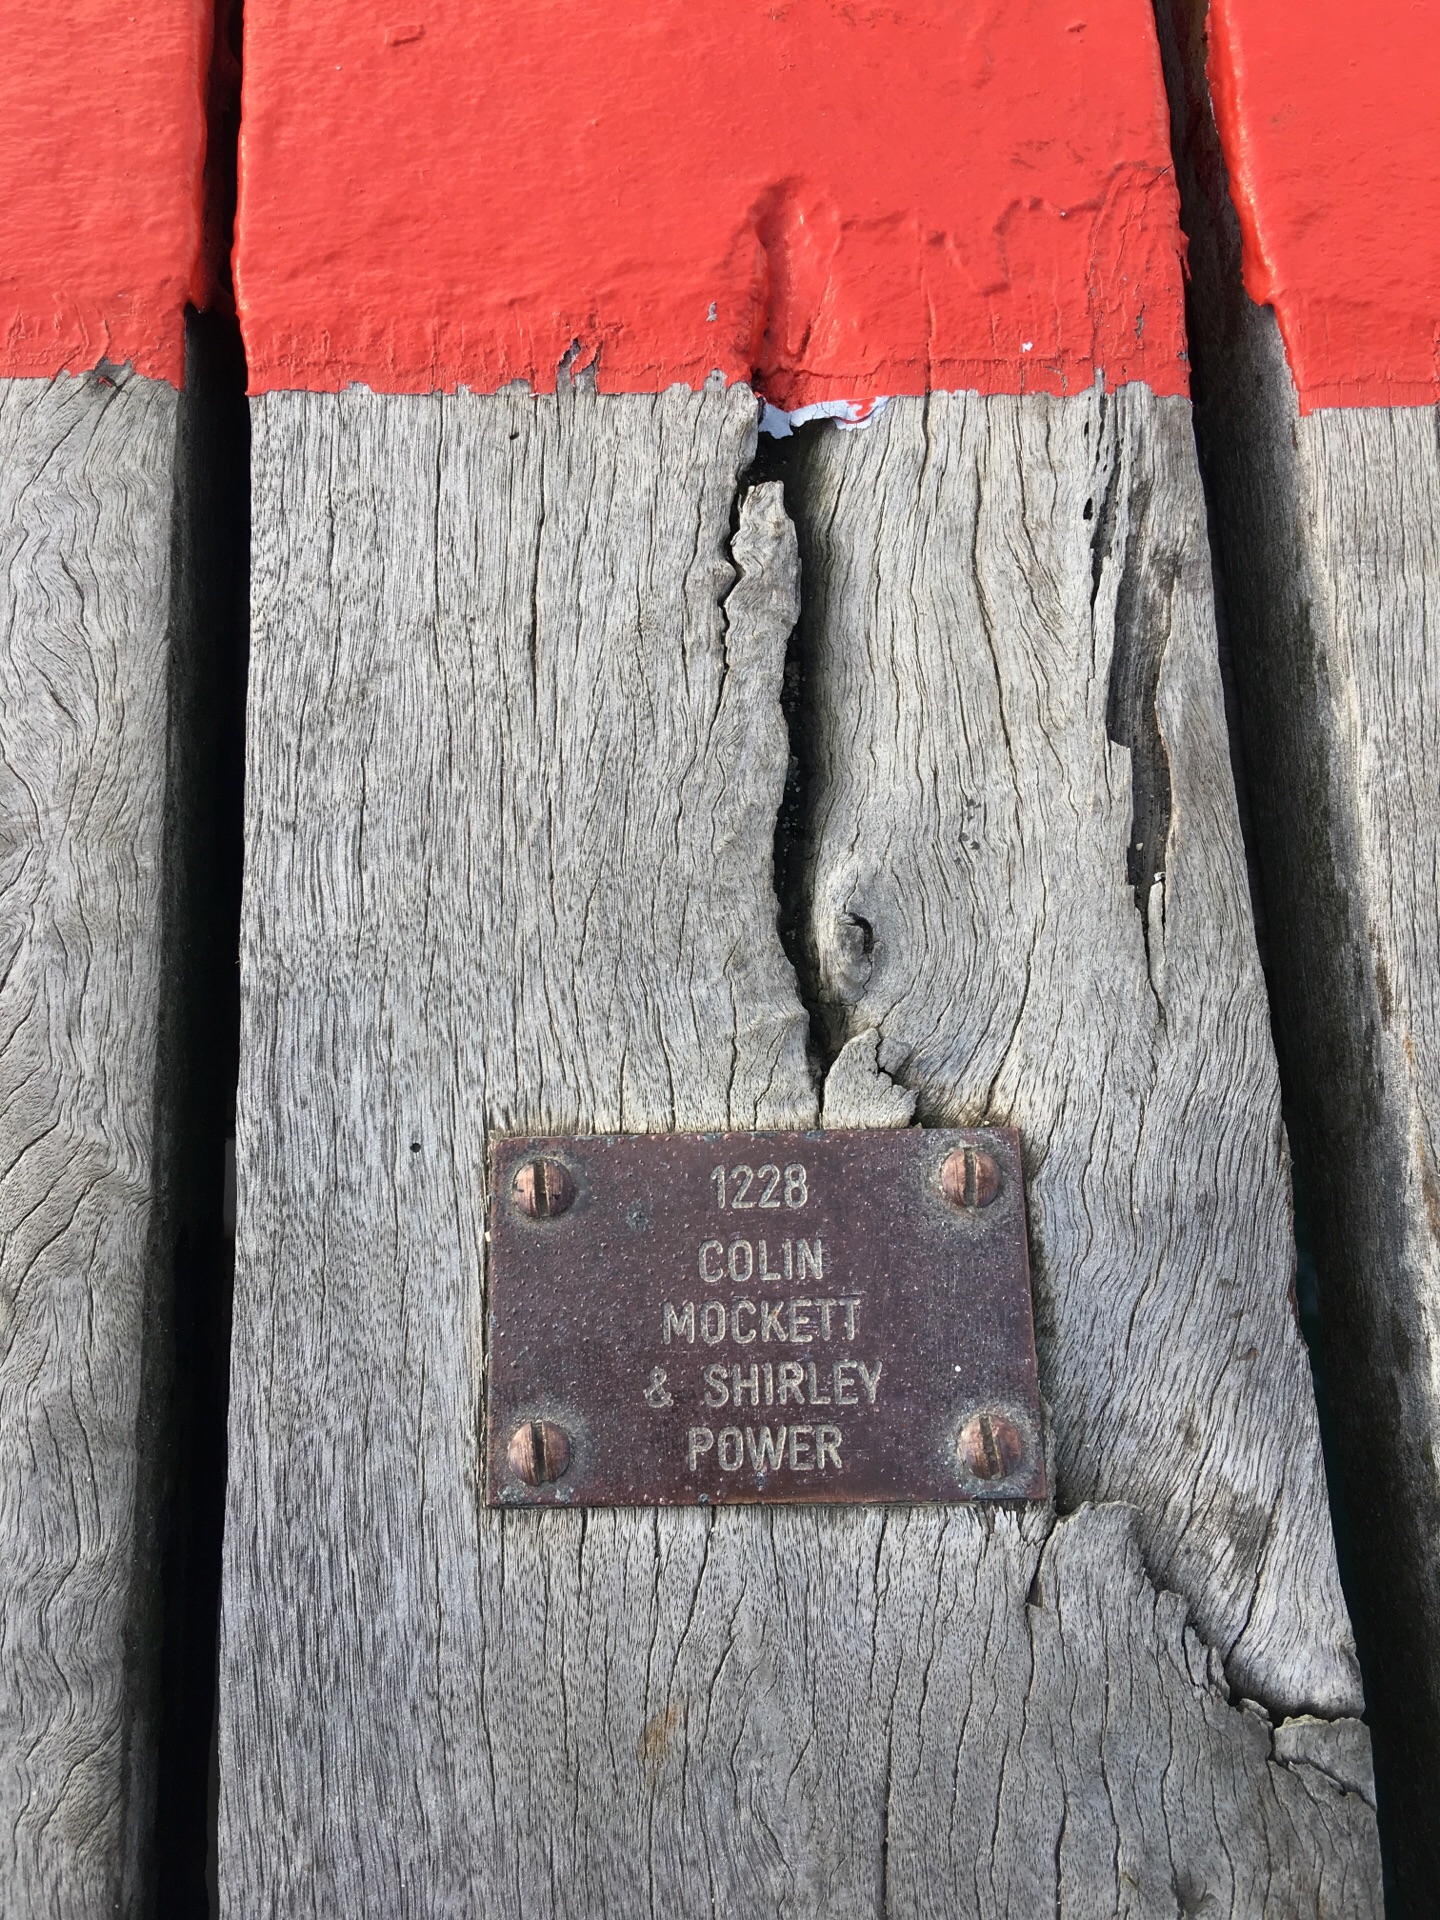 1228
COLIN
MOCKETT
& SHIRLEY
POWER